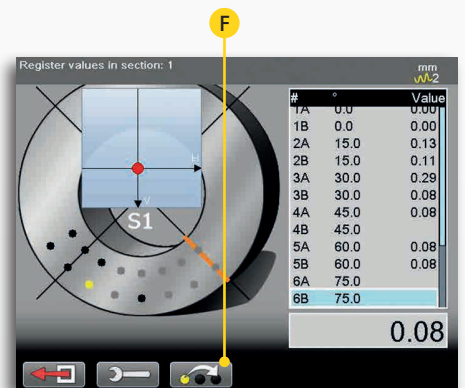 F
Register values in section: 1
mm
2
# ° Value
1A 0.0 0.00
1B 0.0 0.00
2A 15.0 0.13
2B 15.0 0.11
3A 30.0 0.29
3B 30.0 0.08
4A 45.0 0.08
4B 45.0
5A 60.0 0.08
5B 60.0 0.08
6A 75.0
6B 75.0
H
V
S1
0.08